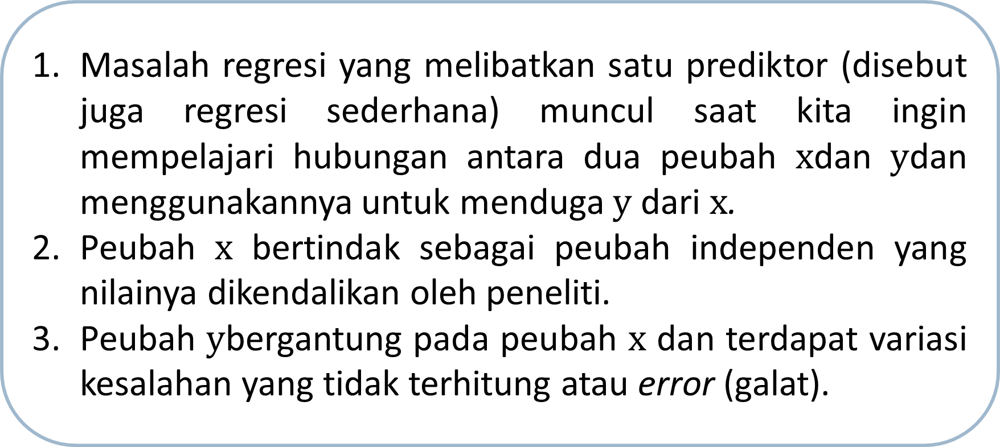 1. Masalah regresi yang melibatkan satu prediktor (disebut
juga regresi sederhana) muncul saat kita ingin
mempelajari hubungan antara dua peubah xdan ydan
menggunakannya untuk menduga y dari x.
2. Peubah x bertindak sebagai peubah independen yang
nilainya dikendalikan oleh peneliti.
3. Peubah ybergantung pada peubah x dan terdapat variasi
kesalahan yang tidak terhitung atau error (galat).